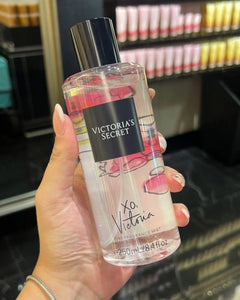 VICTORIA'S
SECRET
xo,
Victoria
250 ml/8.4 fl oz